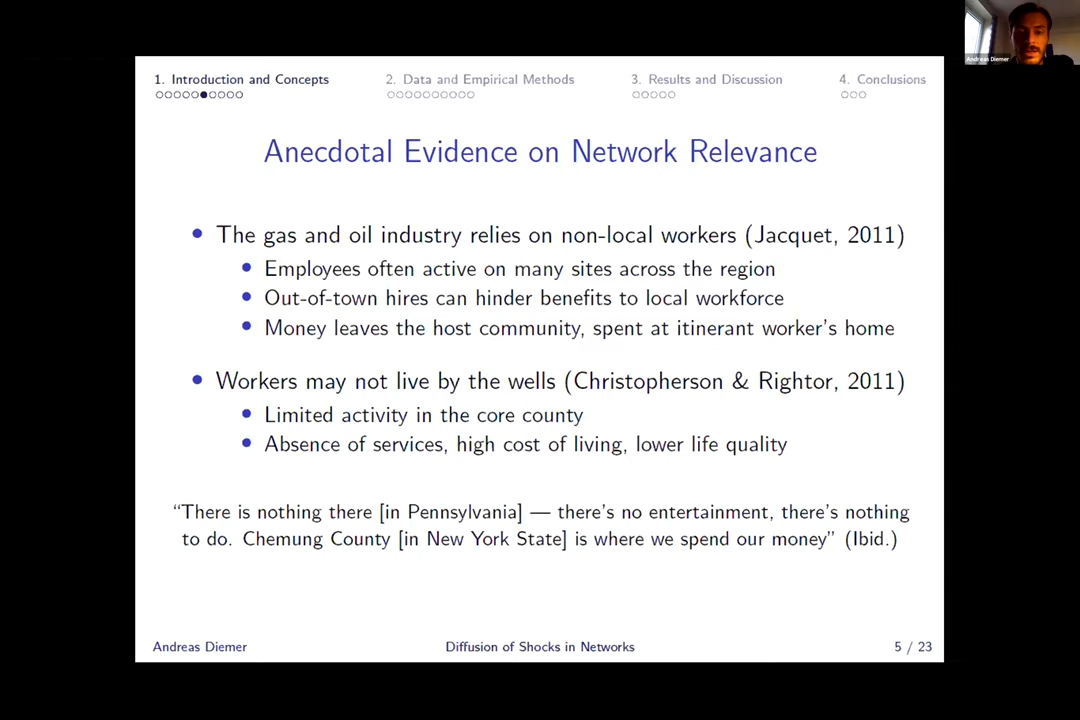 Andreas Diemer
1. Introduction and Concepts
2. Data and Empirical Methods
3. Results and Discussion
4. Conclusions
Anecdotal Evidence on Network Relevance
The gas and oil industry relies on non-local workers (Jacquet, 2011)
Employees often active on many sites across the region
Out-of-town hires can hinder benefits to local workforce
Money leaves the host community, spent at itinerant worker's home
Workers may not live by the wells (Christopherson & Rightor, 2011)
Limited activity in the core county
Absence of services, high cost of living, lower life quality
“There is nothing there [in Pennsylvania] — there's no entertainment, there's nothing
to do. Chemung County [in New York State] is where we spend our money” (Ibid.)
Andreas Diemer
Diffusion of Shocks in Networks
5 / 23